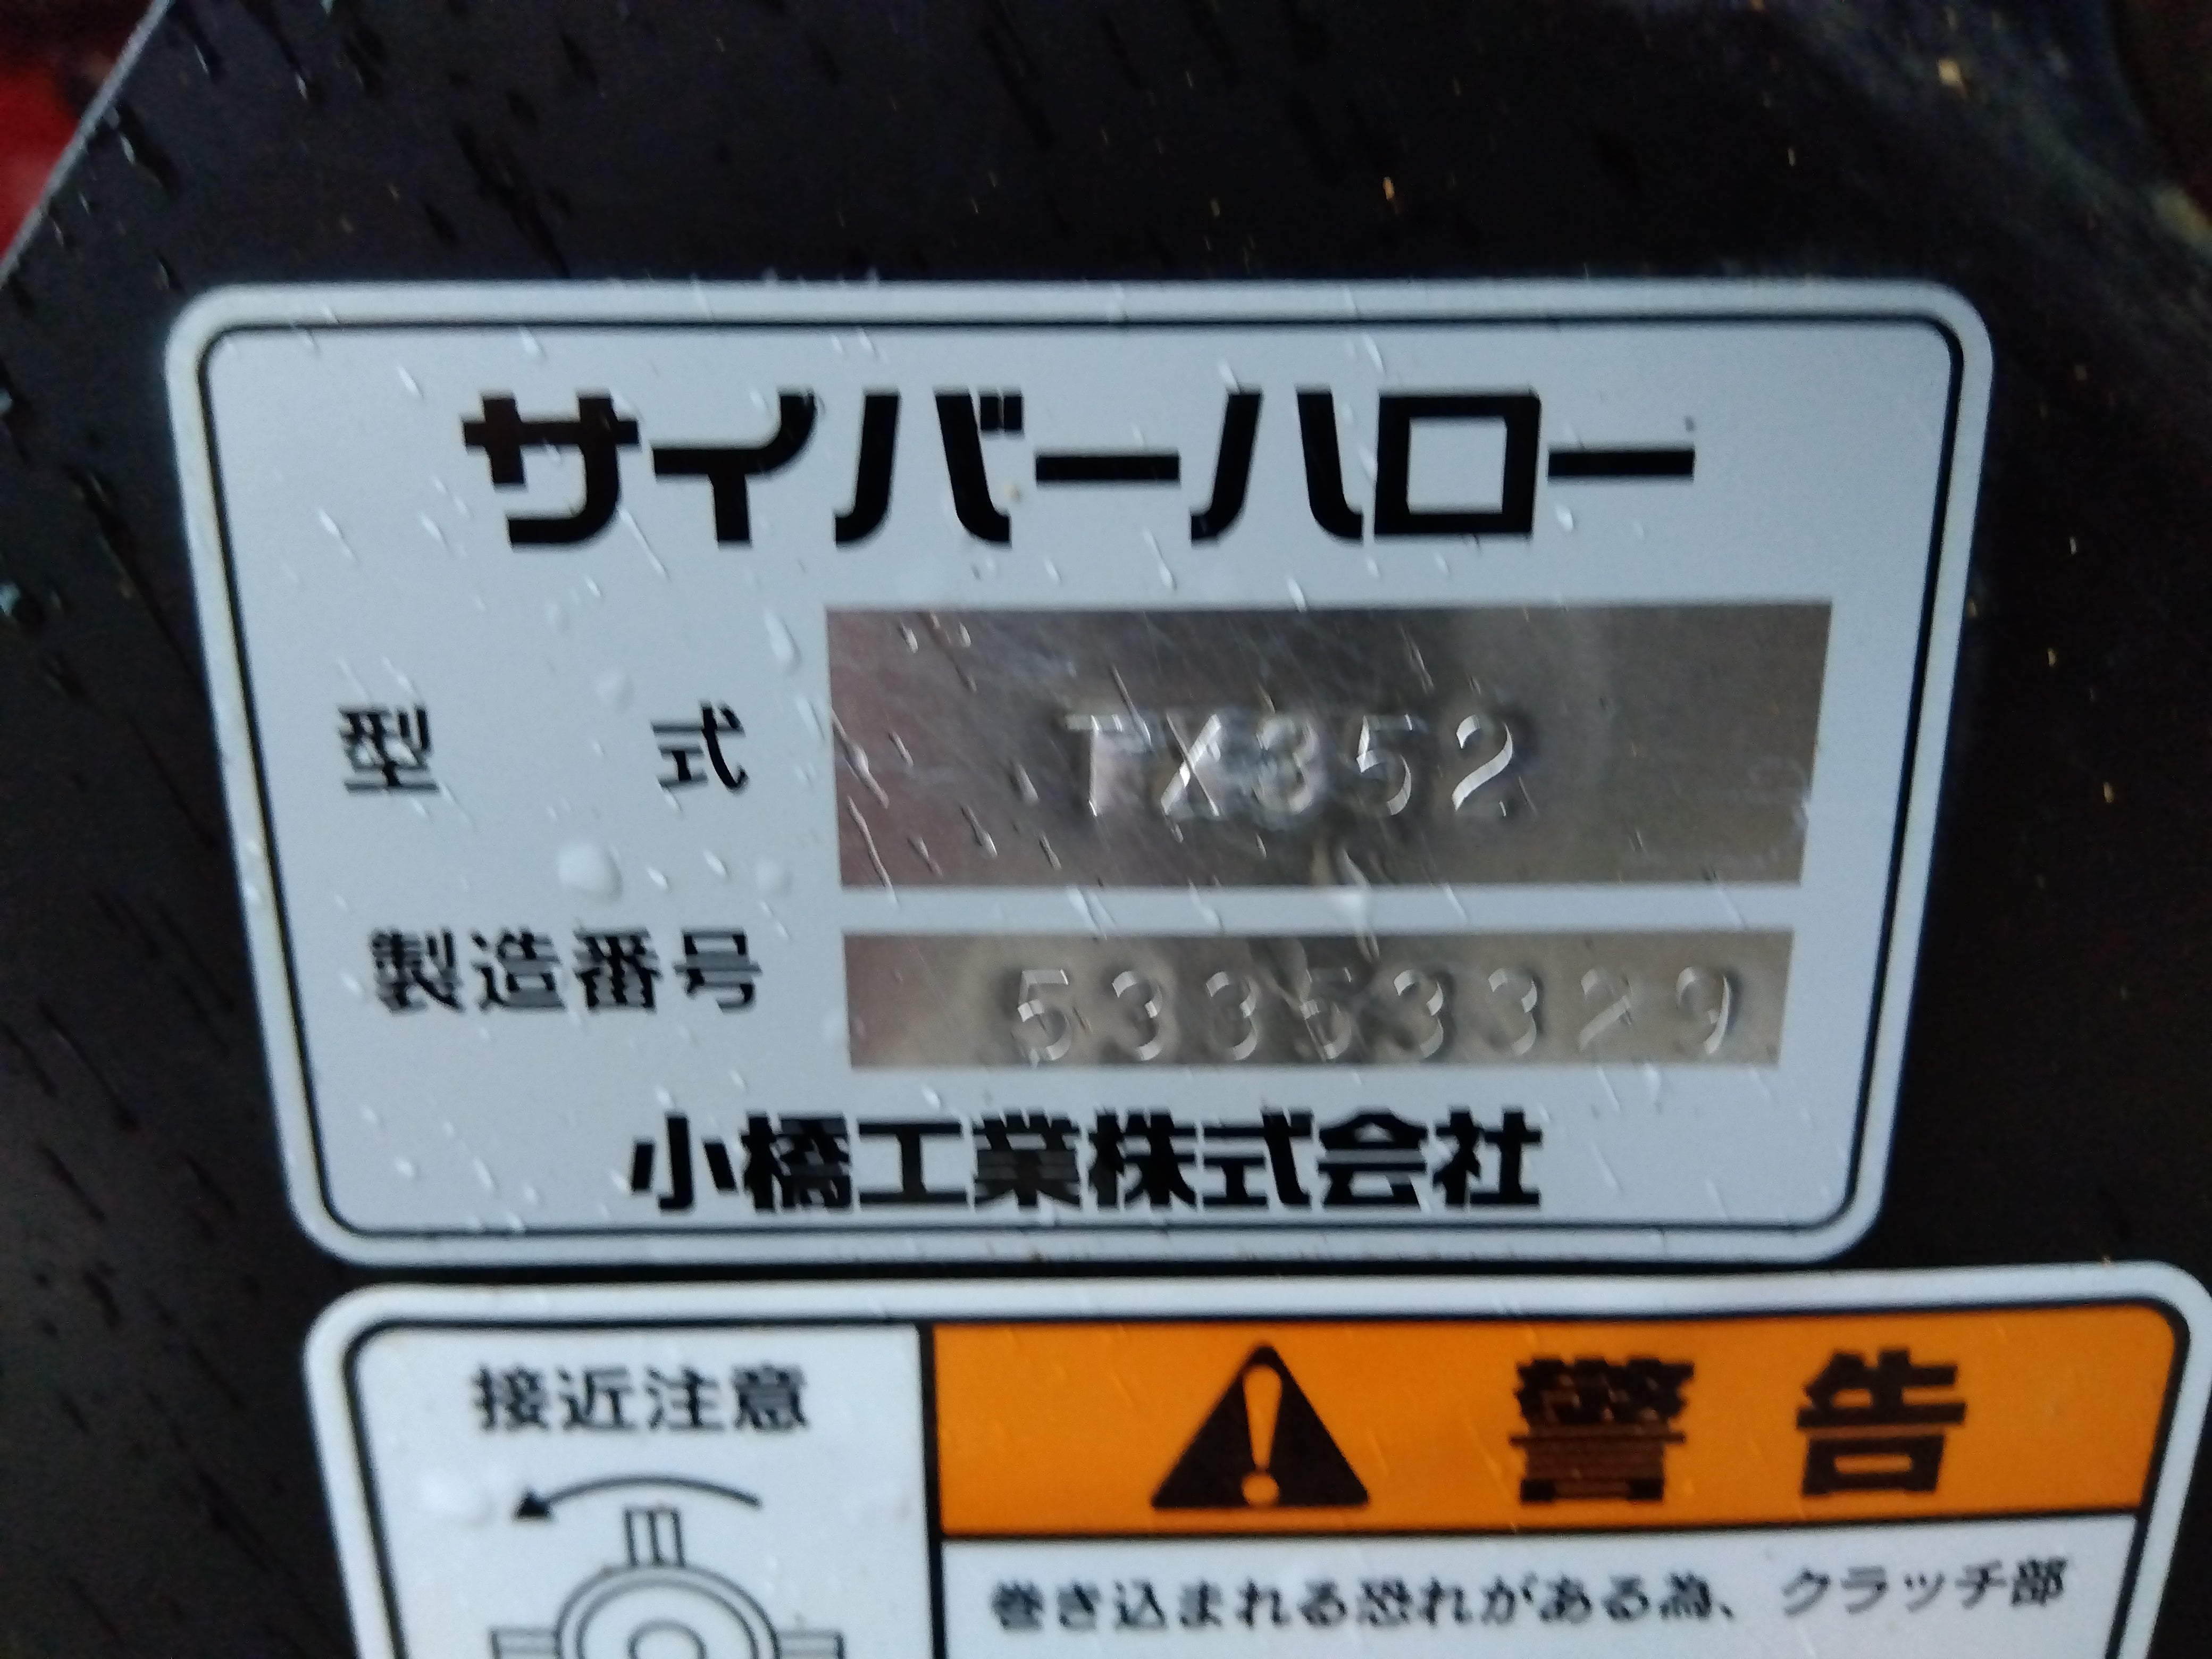 サイバーハロー
型式 TX352
製造番号 53353329
小橋工業株式会社
接近注意
警告
巻き込まれる恐れがある為、クラッチ部